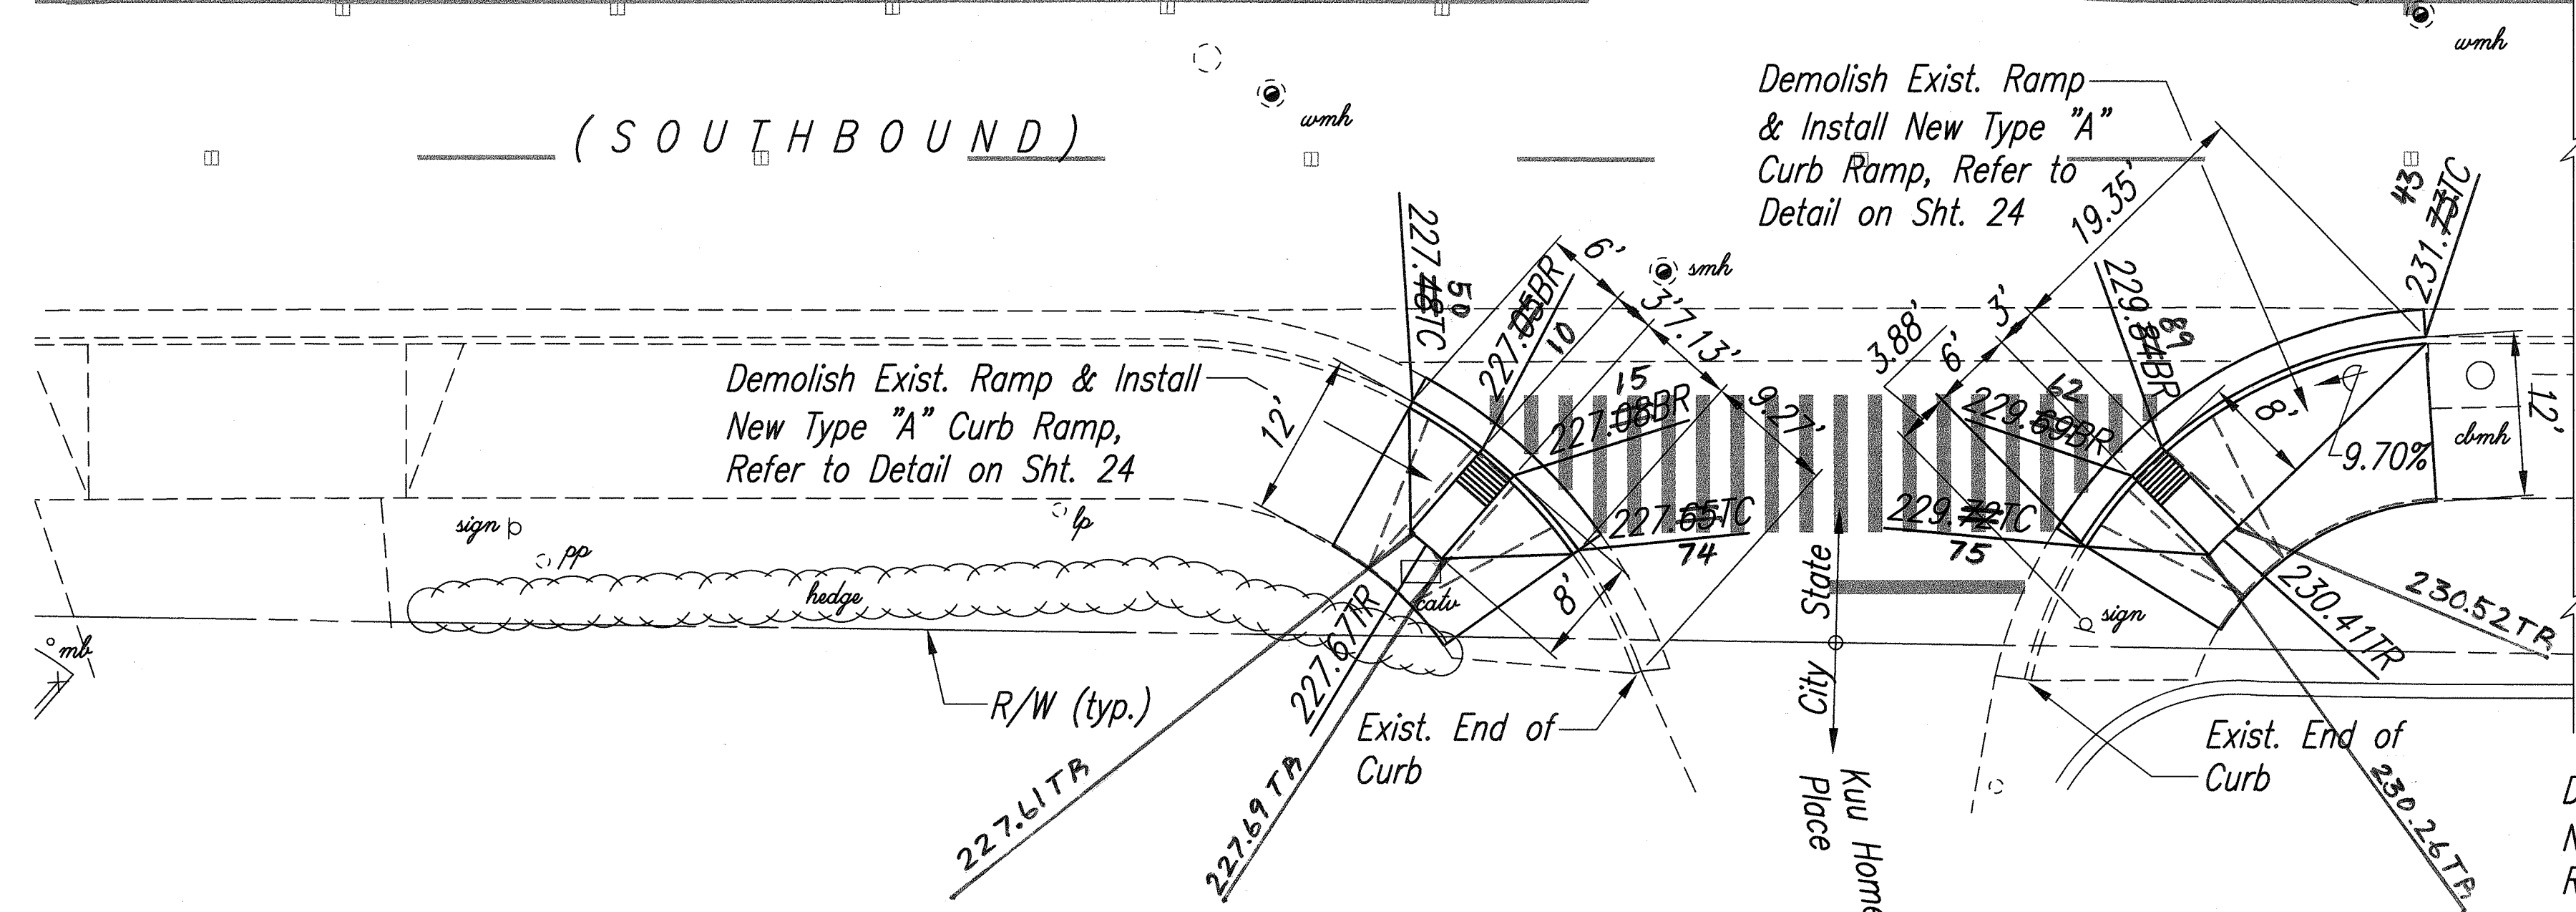 wmh
(SOUTHBOUND)
wmh
Demolish Exist. Ramp
& Install New Type "A"
Curb Ramp, Refer to
Detail on Sht. 24
19.35'
43
231.73TC
227.48TC
50
6'
227.05BR
10
smh
3'
7.13'
9.27'
3.88'
6'
3'
229.84BR
89
Demolish Exist. Ramp & Install
New Type "A" Curb Ramp,
Refer to Detail on Sht. 24
12'
15
227.08BR
62
229.69BR
8'
9.70%
cbmh
12'
227.65TC
74
229.72TC
75
sign
pp
lp
hedge
catv
8'
State
City
sign
230.52TR
230.41TR
mb
R/W (typ.)
227.67TR
Exist. End of
Curb
Exist. End of
Curb
227.61TR
227.69TR
Kuu Home
Place
230.26TR
D
N
R